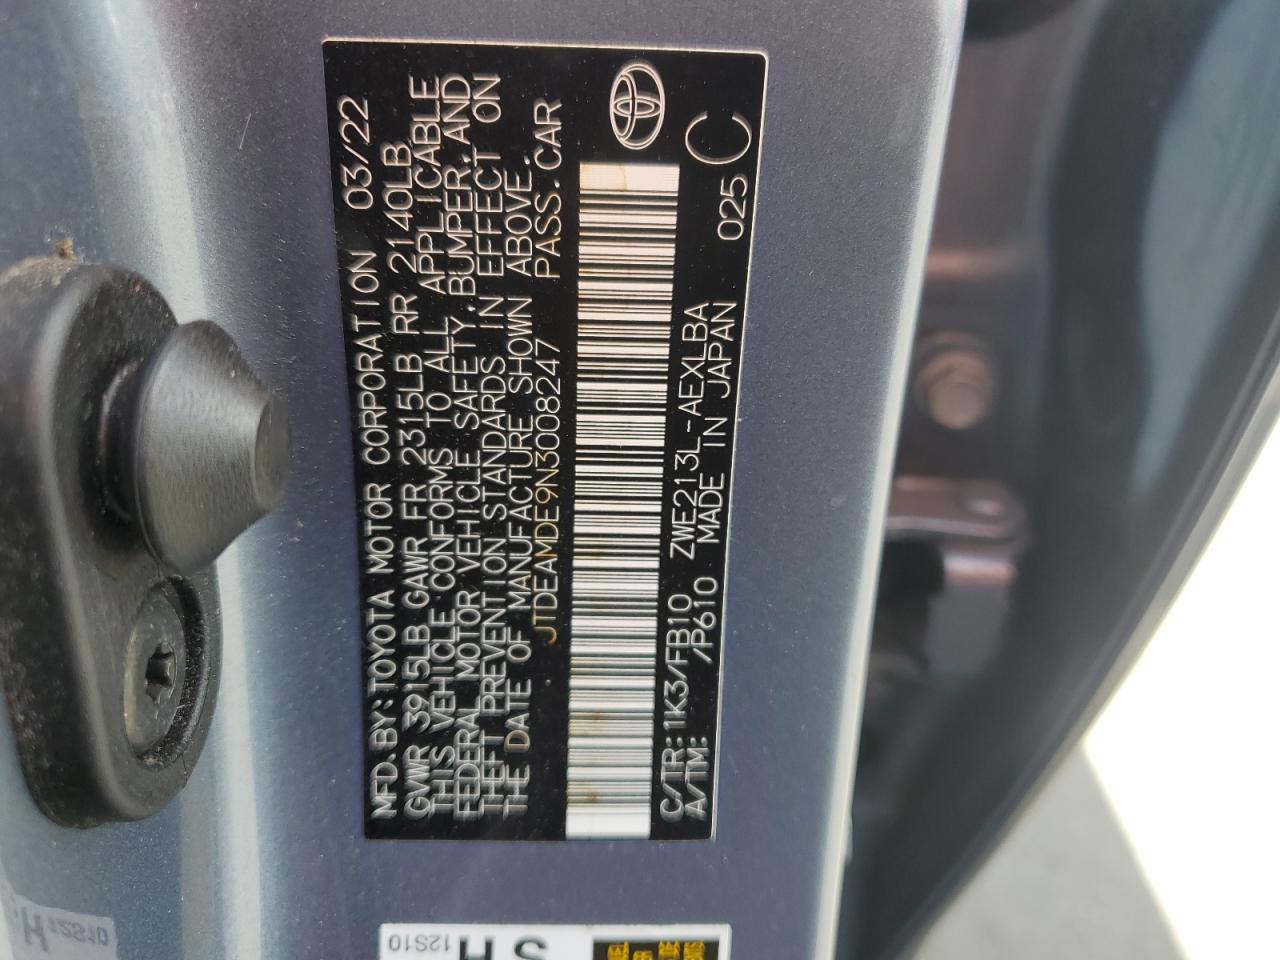 MFD. BY: TOYOTA MOTOR CORPORATION 03/22
GVWR 3915LB GAWR FR 2315LB RR 2140LB
THIS VEHICLE CONFORMS TO ALL APPLICABLE
FEDERAL MOTOR VEHICLE SAFETY, BUMPER, AND
THEFT PREVENTION STANDARDS IN EFFECT ON
THE DATE OF MANUFACTURE SHOWN ABOVE.
JTDEAMDE9N3008247 PASS. CAR
C/TR: 1K3/FB10 ZWE213L-AEXLBA 025 C
A/TM: /P610 MADE IN JAPAN
SH
12S10
H
12S10